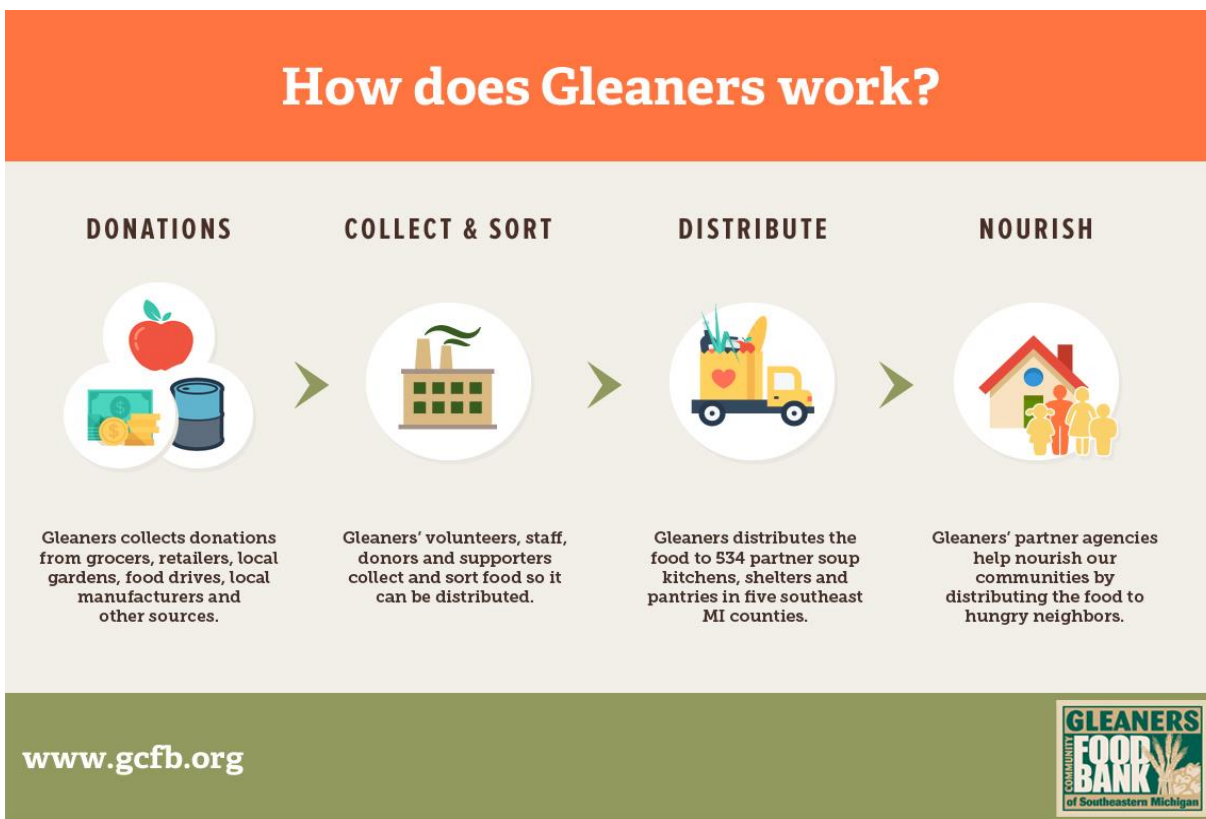 How does Gleaners work?
DONATIONS
Gleaners collects donations
from grocers, retailers, local
gardens, food drives, local
manufacturers and
other sources.
COLLECT & SORT
Gleaners’ volunteers, staff,
donors and supporters
collect and sort food so it
can be distributed.
DISTRIBUTE
Gleaners distributes the
food to 534 partner soup
kitchens, shelters and
pantries in five southeast
MI counties.
NOURISH
Gleaners’ partner agencies
help nourish our
communities by
distributing the food to
hungry neighbors.
www.gcfb.org
GLEANERS
COMMUNITY
FOOD
BANK
of Southeastern Michigan